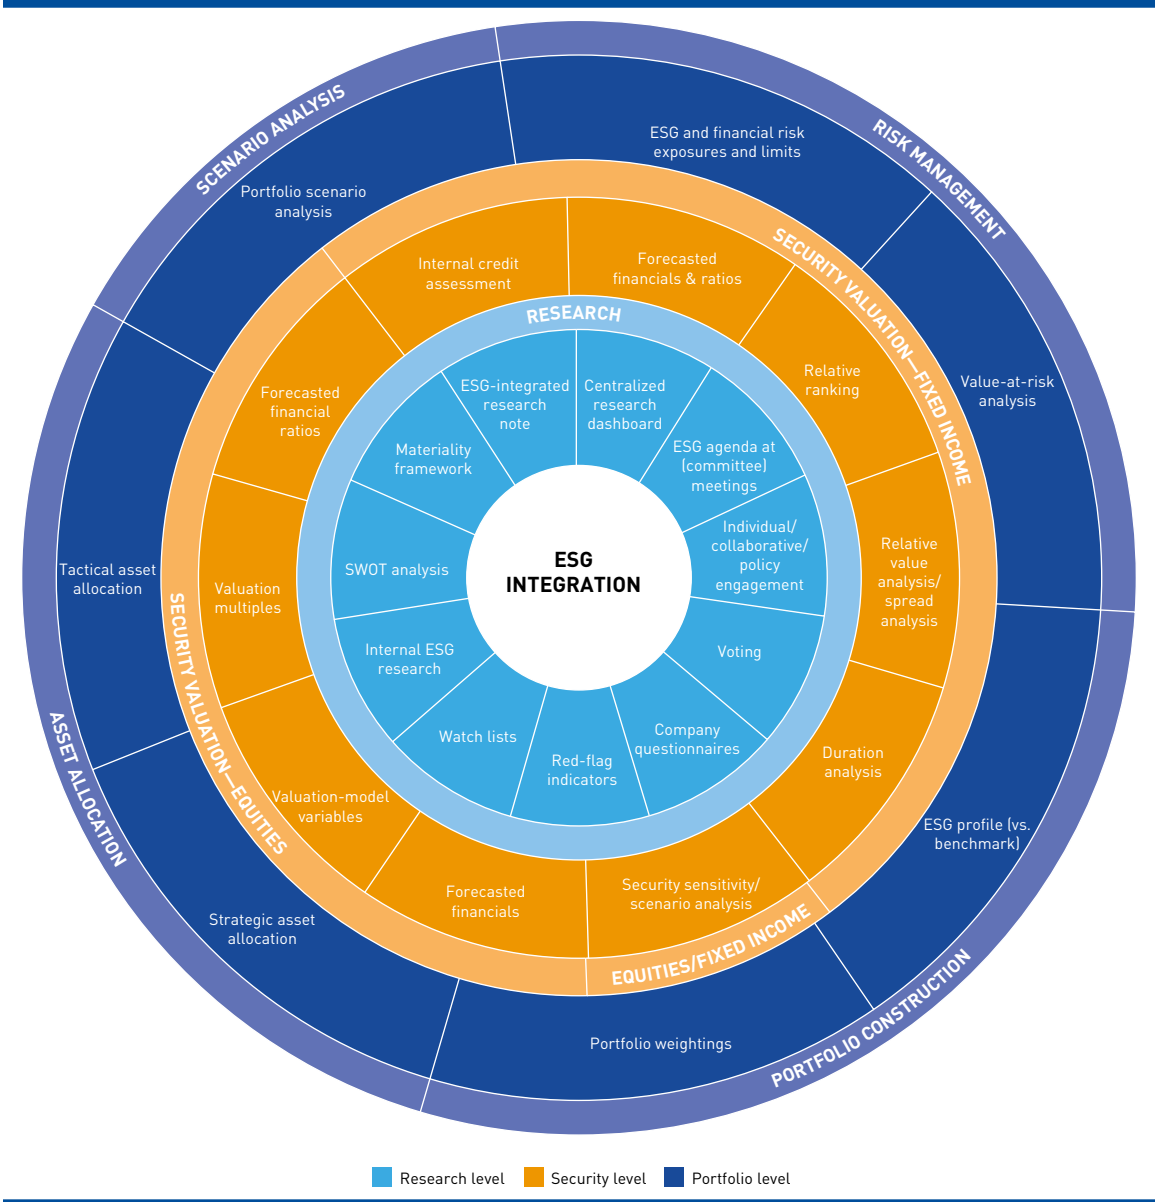 SCENARIO ANALYSIS
RISK MANAGEMENT
ESG and financial risk
exposures and limits
Portfolio scenario
analysis
Value-at-risk
analysis
Tactical asset
allocation
ESG profile (vs.
benchmark)
Strategic asset
allocation
Portfolio weightings
ASSET ALLOCATION
PORTFOLIO CONSTRUCTION
SECURITY VALUATION—FIXED INCOME
Internal credit
assessment
Forecasted
financials & ratios
Relative
ranking
Forecasted
financial
ratios
Relative
value
analysis/
spread
analysis
Valuation
multiples
Duration
analysis
Valuation-model
variables
Forecasted
financials
Security sensitivity/
scenario analysis
SECURITY VALUATION—EQUITIES
EQUITIES/FIXED INCOME
RESEARCH
ESG-integrated
research
note
Centralized
research
dashboard
Materiality
framework
ESG agenda at
(committee)
meetings
Individual/
collaborative/
policy
engagement
SWOT analysis
Internal ESG
research
Voting
Watch lists
Company
questionnaires
Red-flag
indicators
ESG
INTEGRATION
Research level
Security level
Portfolio level